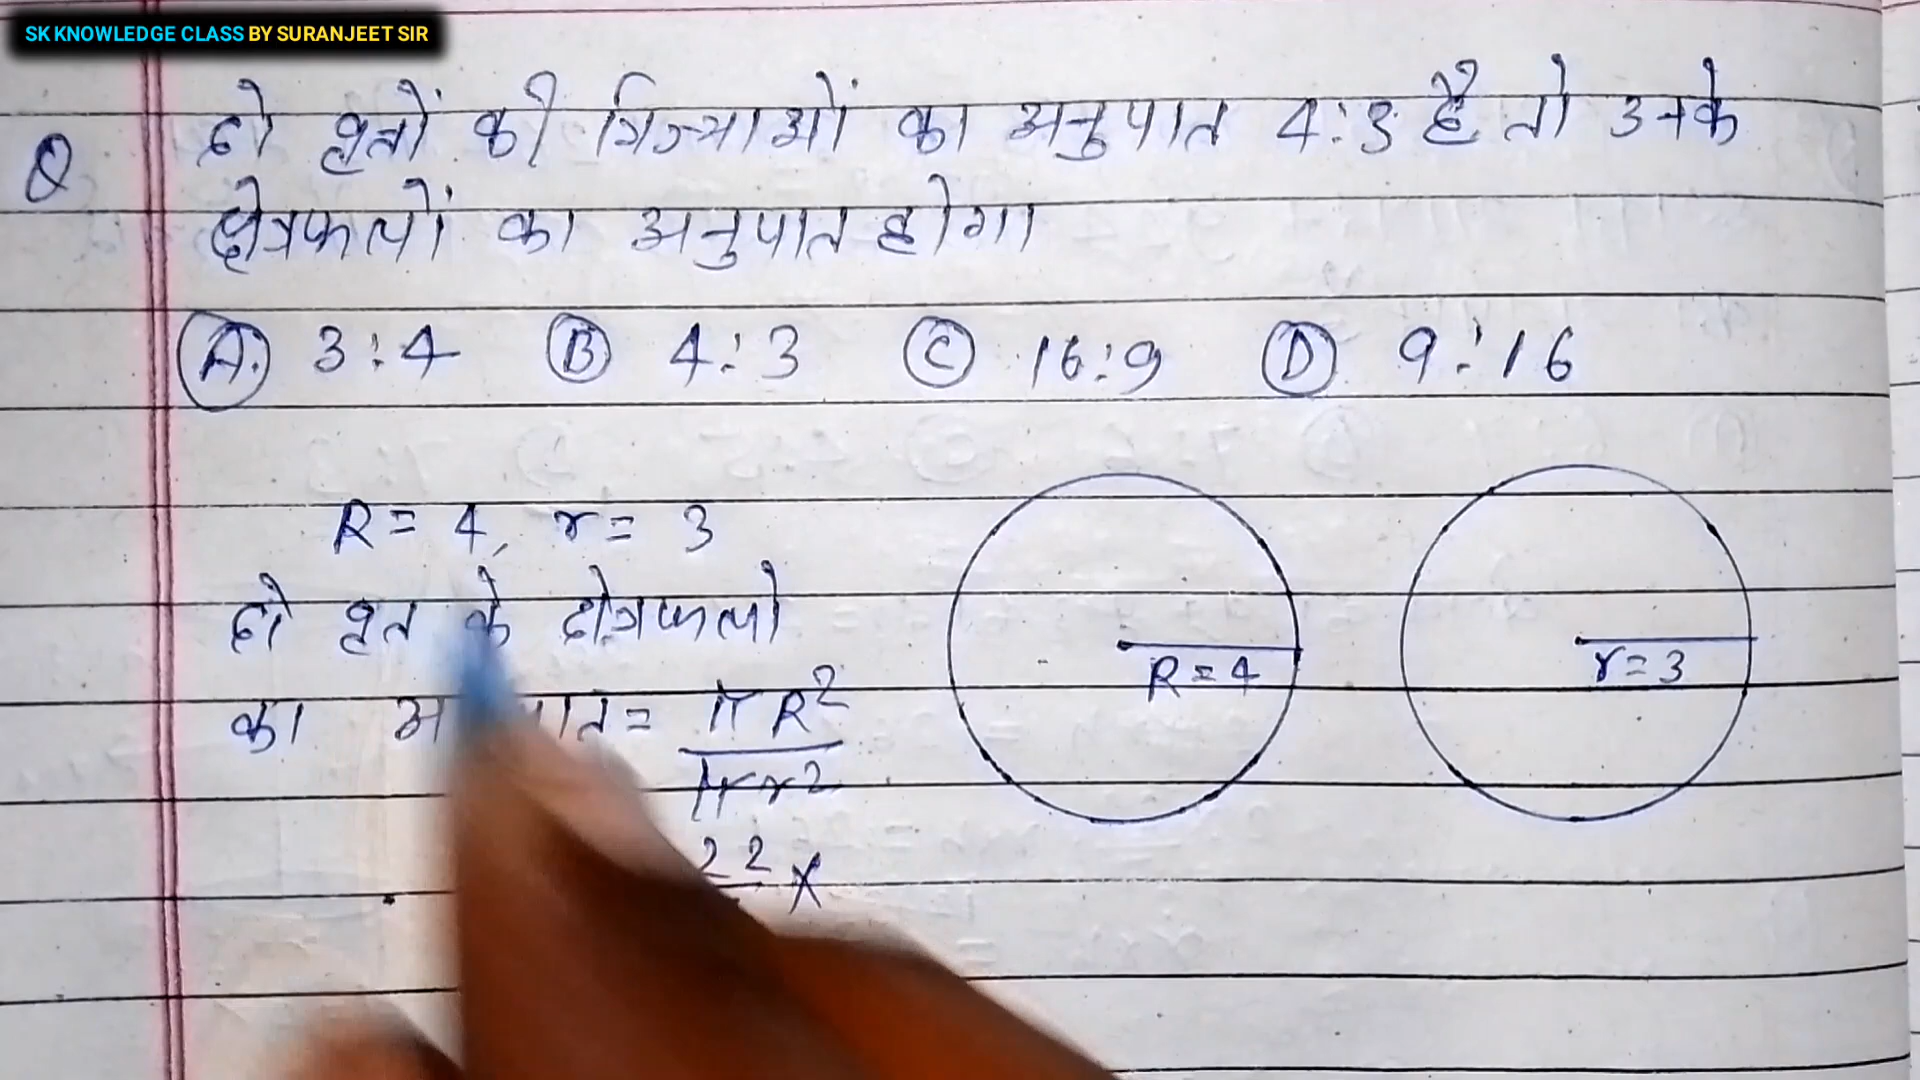 SK KNOWLEDGE CLASS BY SURANJEET SIR
Q दो वृत्तों की त्रिज्याओं का अनुपात 4:3 है तो उनके
क्षेत्रफलों का अनुपात होगा
(A) 3:4 (B) 4:3 (C) 16:9 (D) 9:16
R = 4, r = 3
दो वृत के क्षेत्रफलो
का = πR²/πr²
22 ×
R = 4
r = 3